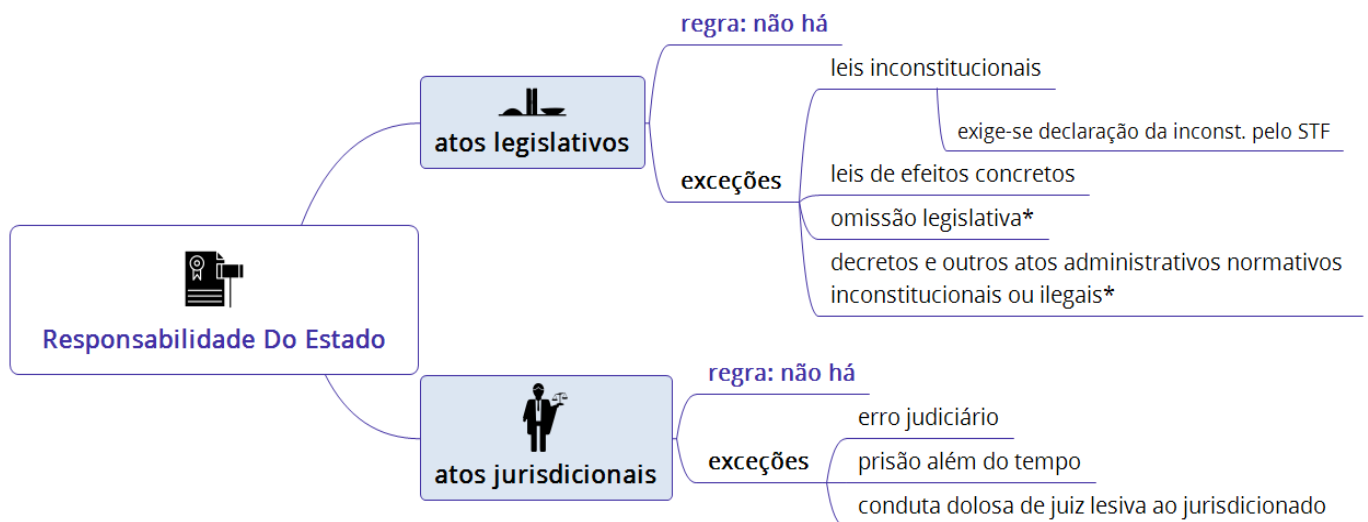 Responsabilidade Do Estado
atos legislativos
regra: não há
exceções
leis inconstitucionais
exige-se declaração da inconst. pelo STF
leis de efeitos concretos
omissão legislativa*
decretos e outros atos administrativos normativos
inconstitucionais ou ilegais*
atos jurisdicionais
regra: não há
exceções
erro judiciário
prisão além do tempo
conduta dolosa de juiz lesiva ao jurisdicionado